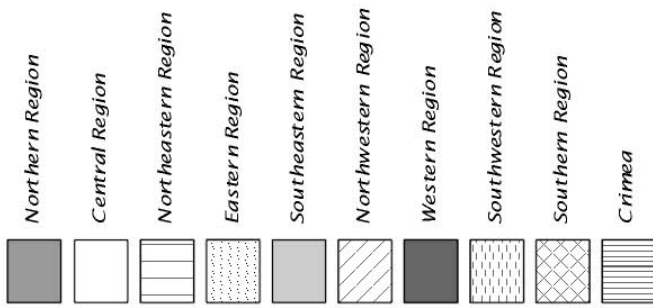 Northern Region
Central Region
Northeastern Region
Eastern Region
Southeastern Region
Northwestern Region
Western Region
Southwestern Region
Southern Region
Crimea